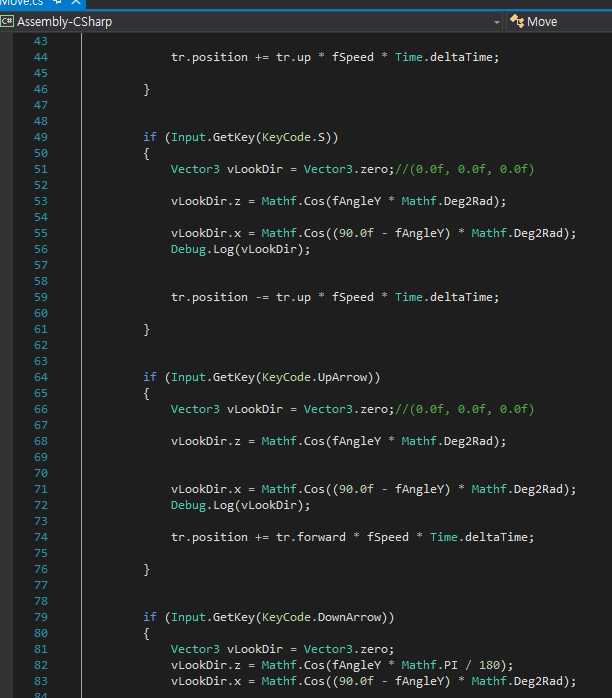 Move.cs
Assembly-CSharp
Move
43
44 tr.position += tr.up * fSpeed * Time.deltaTime;
45
46 }
47
48
49 if (Input.GetKey(KeyCode.S))
50 {
51 Vector3 vLookDir = Vector3.zero;//(0.0f, 0.0f, 0.0f)
52
53 vLookDir.z = Mathf.Cos(fAngleY * Mathf.Deg2Rad);
54
55 vLookDir.x = Mathf.Cos((90.0f - fAngleY) * Mathf.Deg2Rad);
56 Debug.Log(vLookDir);
57
58
59 tr.position -= tr.up * fSpeed * Time.deltaTime;
60
61 }
62
63
64 if (Input.GetKey(KeyCode.UpArrow))
65 {
66 Vector3 vLookDir = Vector3.zero;//(0.0f, 0.0f, 0.0f)
67
68 vLookDir.z = Mathf.Cos(fAngleY * Mathf.Deg2Rad);
69
70
71 vLookDir.x = Mathf.Cos((90.0f - fAngleY) * Mathf.Deg2Rad);
72 Debug.Log(vLookDir);
73
74 tr.position += tr.forward * fSpeed * Time.deltaTime;
75
76 }
77
78
79 if (Input.GetKey(KeyCode.DownArrow))
80 {
81 Vector3 vLookDir = Vector3.zero;
82 vLookDir.z = Mathf.Cos(fAngleY * Mathf.PI / 180);
83 vLookDir.x = Mathf.Cos((90.0f - fAngleY) * Mathf.Deg2Rad);
84